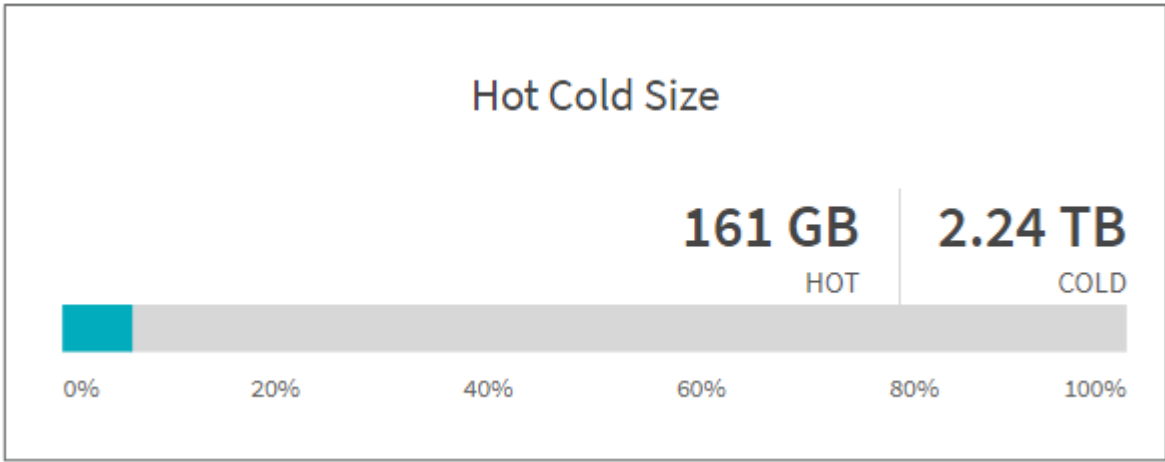 Hot Cold Size
161 GB
HOT
2.24 TB
COLD
0% 20% 40% 60% 80% 100%